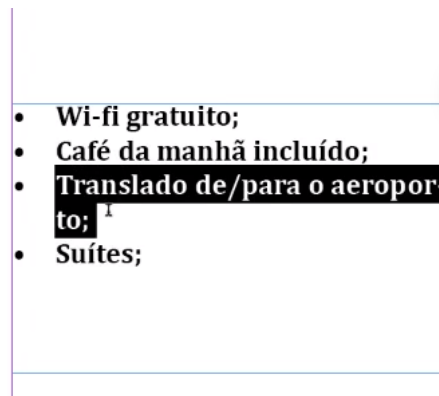 • Wi-fi gratuito;
• Café da manhã incluído;
• Translado de/para o aeropor-
to;
• Suítes;